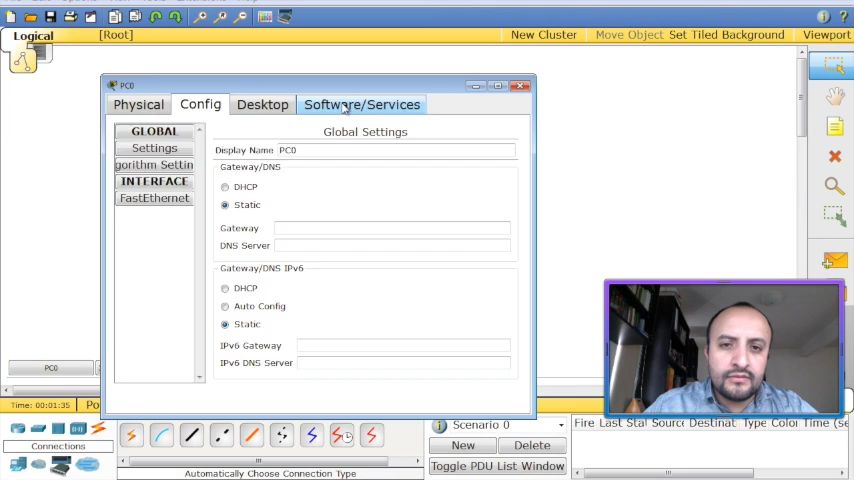 Logical
[Root]
New Cluster
Move Object
Set Tiled Background
Viewport
PC0
Physical
Config
Desktop
Software/Services
GLOBAL
Settings
gorithm Settin
INTERFACE
FastEthernet
Global Settings
Display Name PC0
Gateway/DNS
DHCP
Static
Gateway
DNS Server
Gateway/DNS IPv6
DHCP
Auto Config
Static
IPv6 Gateway
IPv6 DNS Server
PC0
Time: 00:01:35
Po
Connections
Automatically Choose Connection Type
Scenario 0
New
Delete
Toggle PDU List Window
Fire Last Stat Source Destinat Type Color Time (se